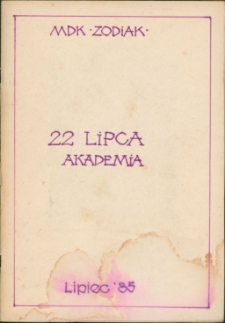 MDK · ZODiAK ·
22 LiPCA
AKADEMiA
Lipiec '85